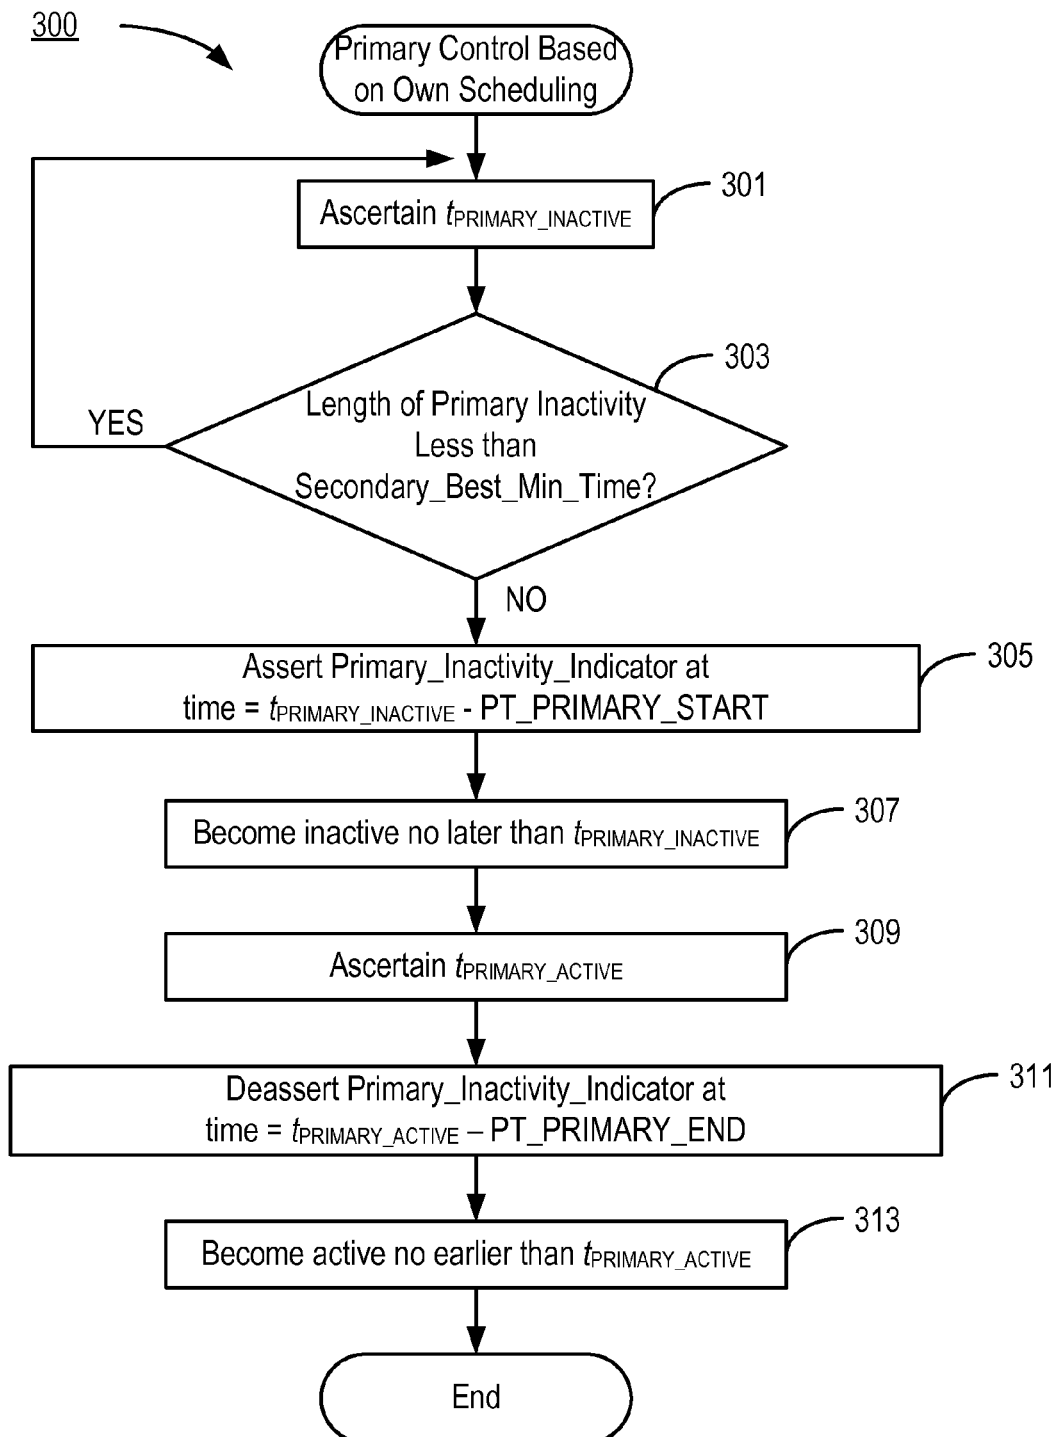 300
Primary Control Based
on Own Scheduling
301
Ascertain tPRIMARY_INACTIVE
303
Length of Primary Inactivity
Less than
Secondary_Best_Min_Time?
YES
NO
305
Assert Primary_Inactivity_Indicator at
time = tPRIMARY_INACTIVE - PT_PRIMARY_START
307
Become inactive no later than tPRIMARY_INACTIVE
309
Ascertain tPRIMARY_ACTIVE
311
Deassert Primary_Inactivity_Indicator at
time = tPRIMARY_ACTIVE – PT_PRIMARY_END
313
Become active no earlier than tPRIMARY_ACTIVE
End